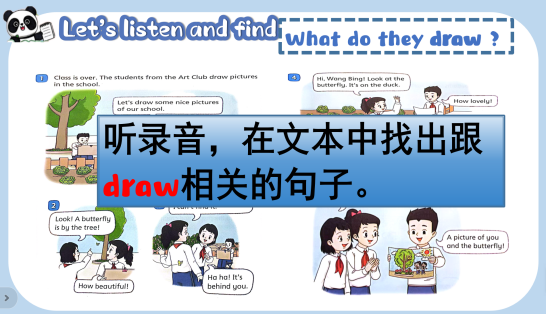 Let's listen and find
What do they draw ?
1 Class is over. The students from the Art Club draw pictures
in the school.
Let's draw some nice pictures
of our school.
4
Hi, Wang Bing! Look at the
butterfly. It's on the duck.
How lovely!
听录音，在文本中找出跟
draw相关的句子。
2
Look! A butterfly
is by the tree!
How beautiful!
I can't find it.
Ha ha! It's
behind you.
A picture of you
and the butterfly!